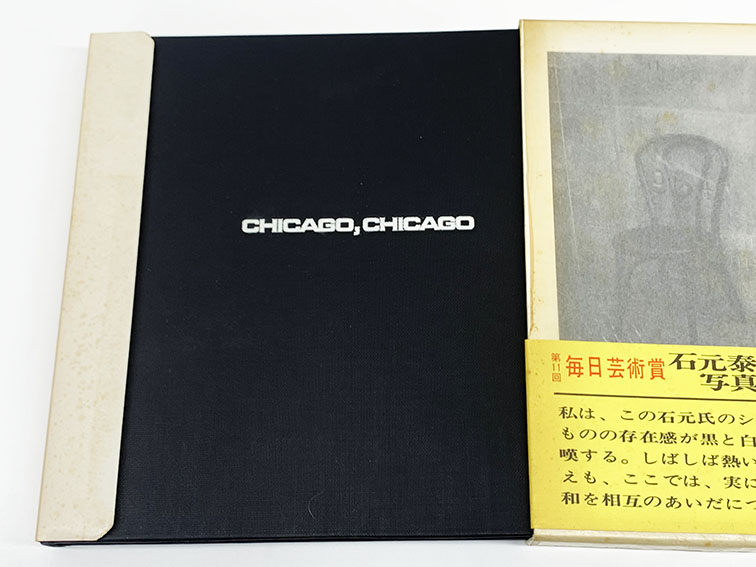 CHICAGO, CHICAGO
第11回 毎日芸術賞 石元泰
写真
私は、この石元氏のシ
ものの存在感が黒と白
嘆する。しばしば熱い
えも、ここでは、実に
和を相互のあいだにつ